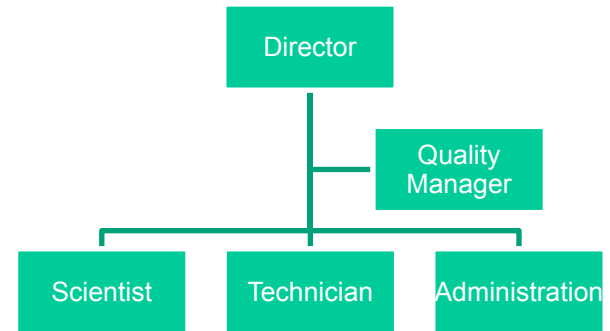 Director
Quality
Manager
Scientist
Technician
Administration